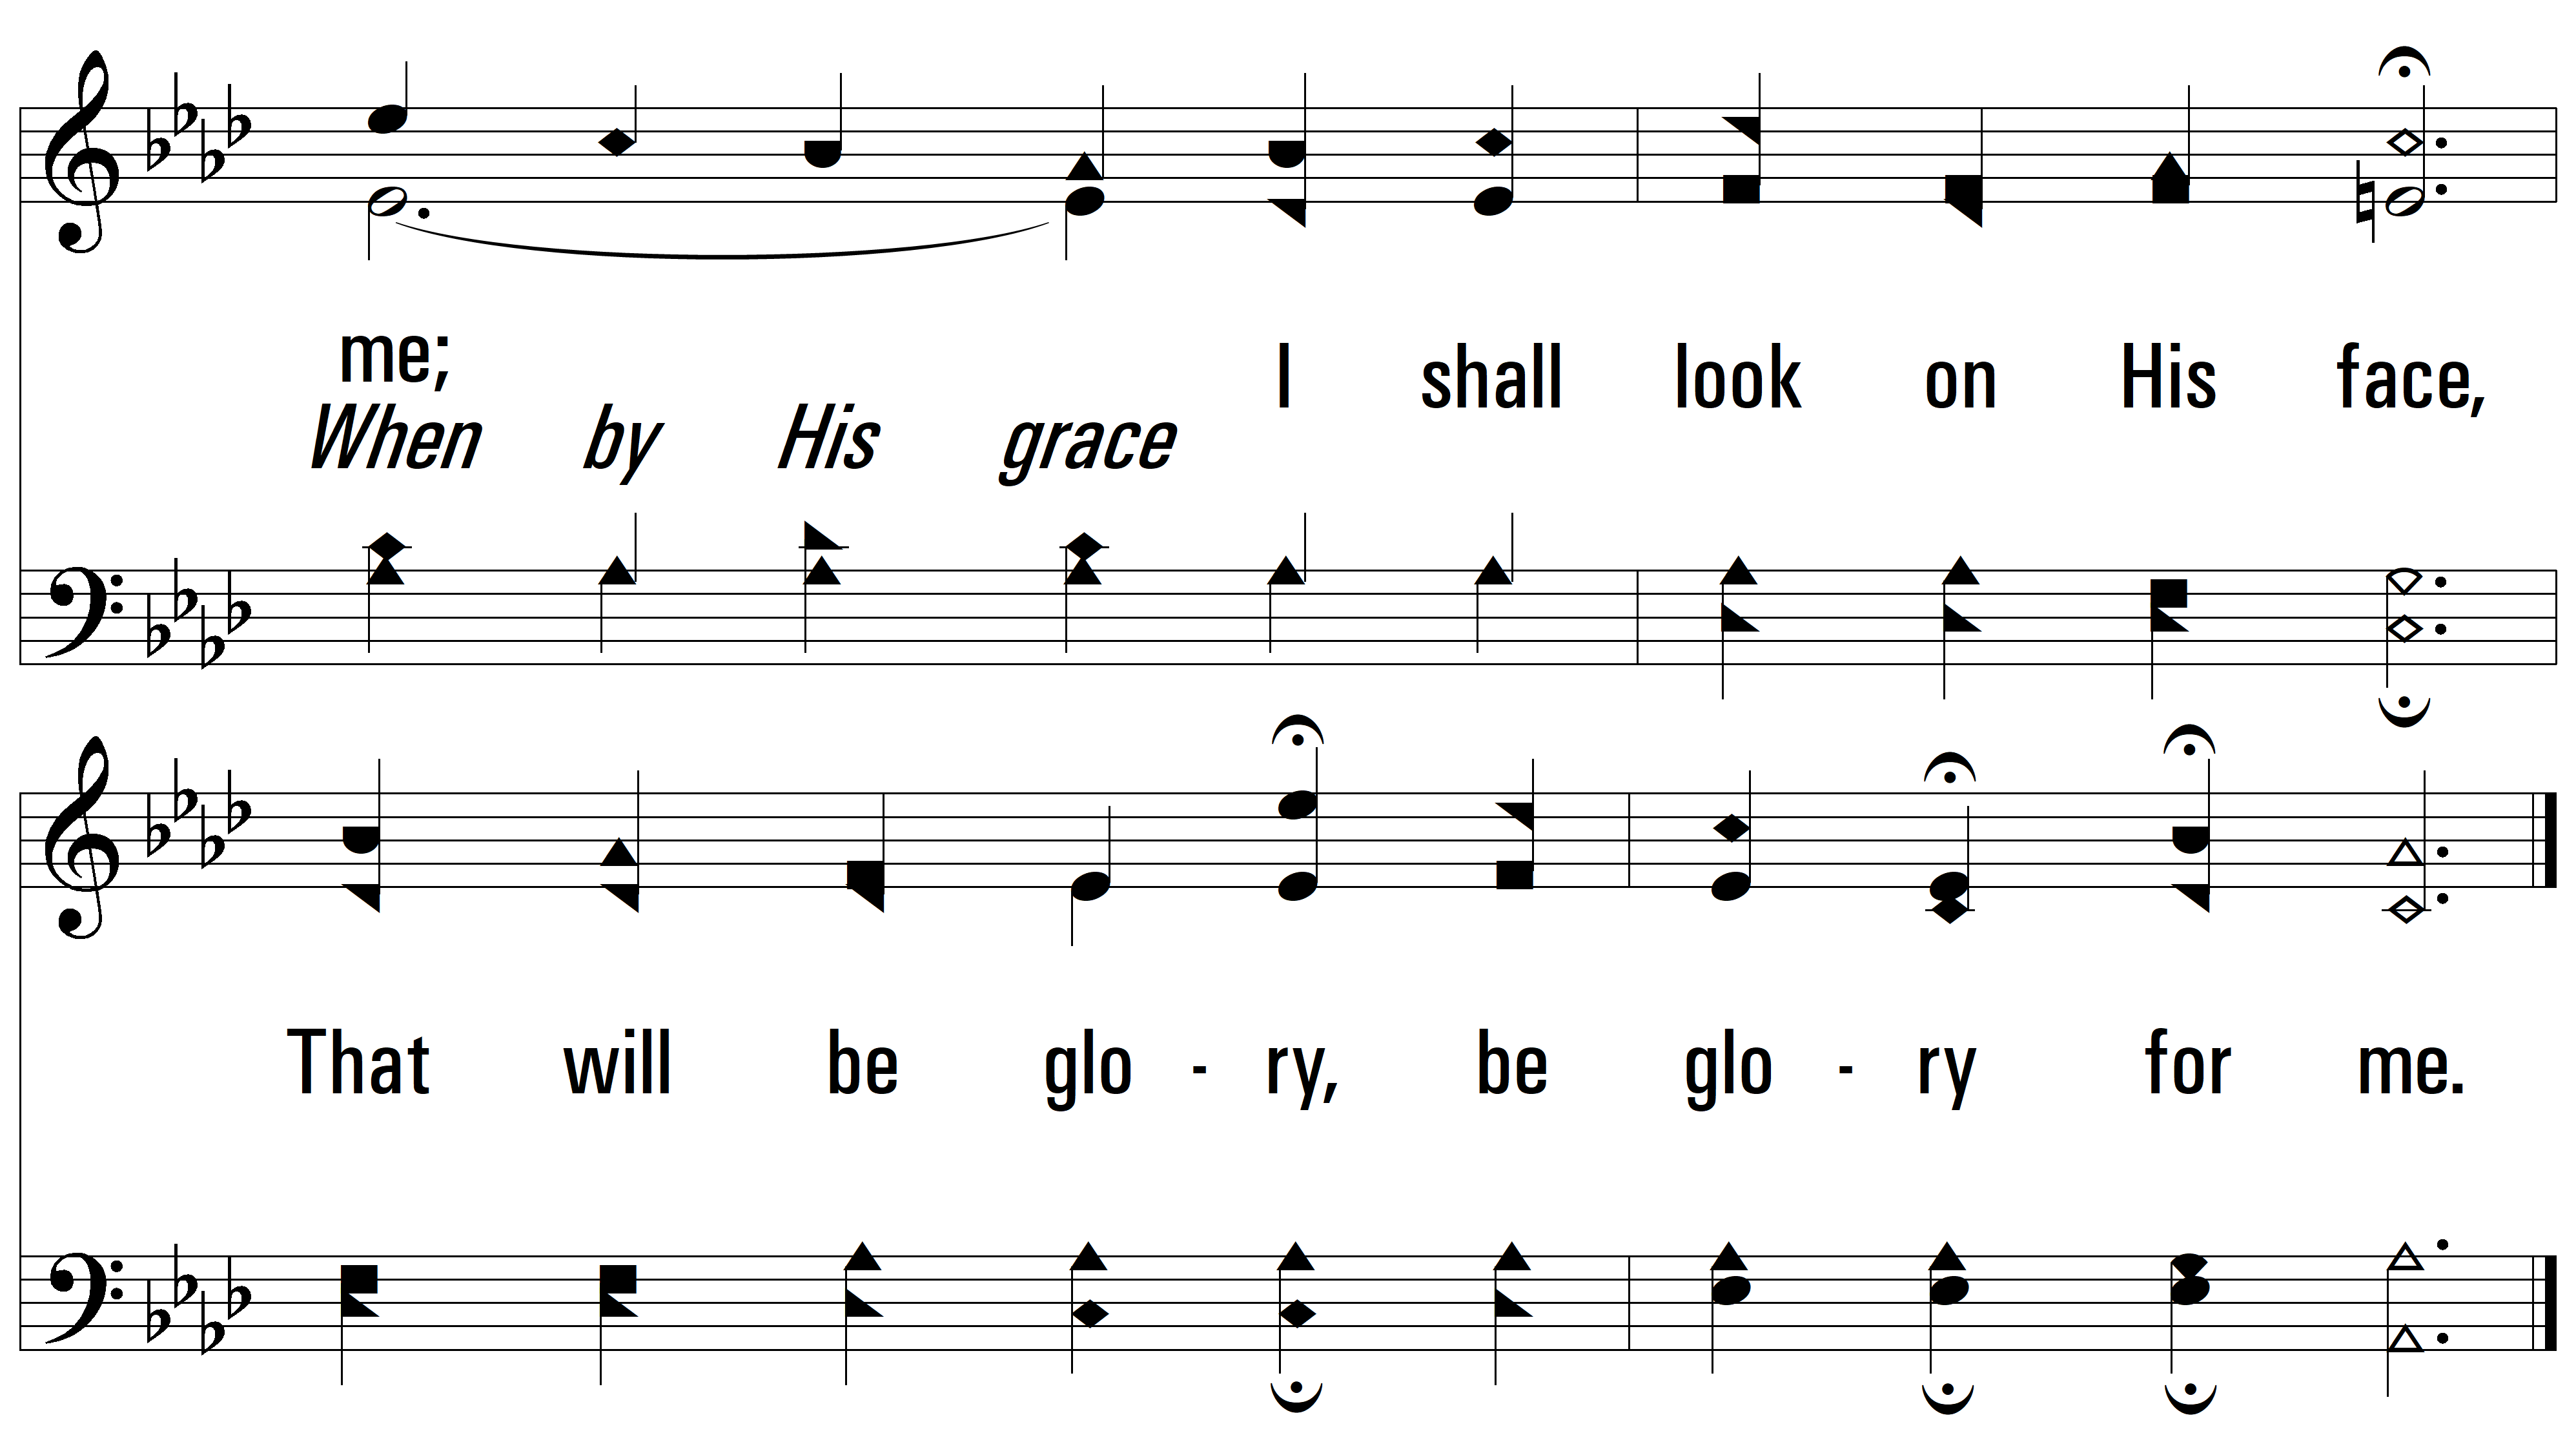 me; I shall look on His face,
When by His grace
That will be glo - ry, be glo - ry for me.